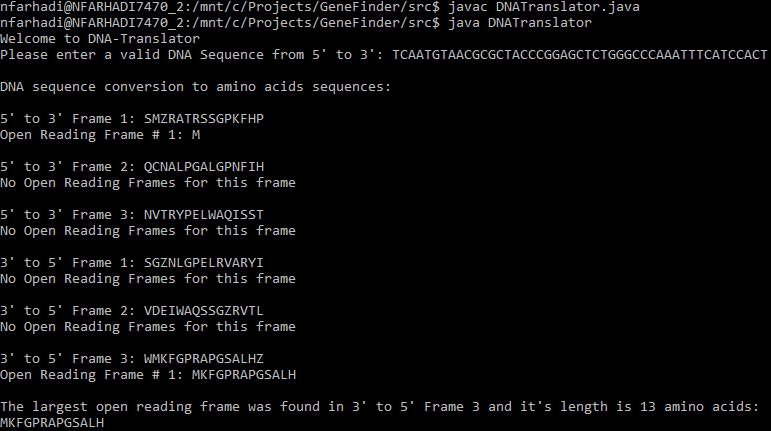 nfarhadi@NFARHADI7470_2:/mnt/c/Projects/GeneFinder/src$ javac DNATranslator.java
nfarhadi@NFARHADI7470_2:/mnt/c/Projects/GeneFinder/src$ java DNATranslator
Welcome to DNA-Translator
Please enter a valid DNA Sequence from 5' to 3': TCAATGTAACGCGCTACCCGGAGCTCTGGGCCCAAATTTCATCCACT
DNA sequence conversion to amino acids sequences:
5' to 3' Frame 1: SMZRATRSSGPKFHP
Open Reading Frame # 1: M
5' to 3' Frame 2: QCNALPGALGPNFIH
No Open Reading Frames for this frame
5' to 3' Frame 3: NVTRYPELWAQISST
No Open Reading Frames for this frame
3' to 5' Frame 1: SGZNLGPELRVARYI
No Open Reading Frames for this frame
3' to 5' Frame 2: VDEIWAQSSGZRVTL
No Open Reading Frames for this frame
3' to 5' Frame 3: WMKFGPRAPGSALHZ
Open Reading Frame # 1: MKFGPRAPGSALH
The largest open reading frame was found in 3' to 5' Frame 3 and it's length is 13 amino acids:
MKFGPRAPGSALH